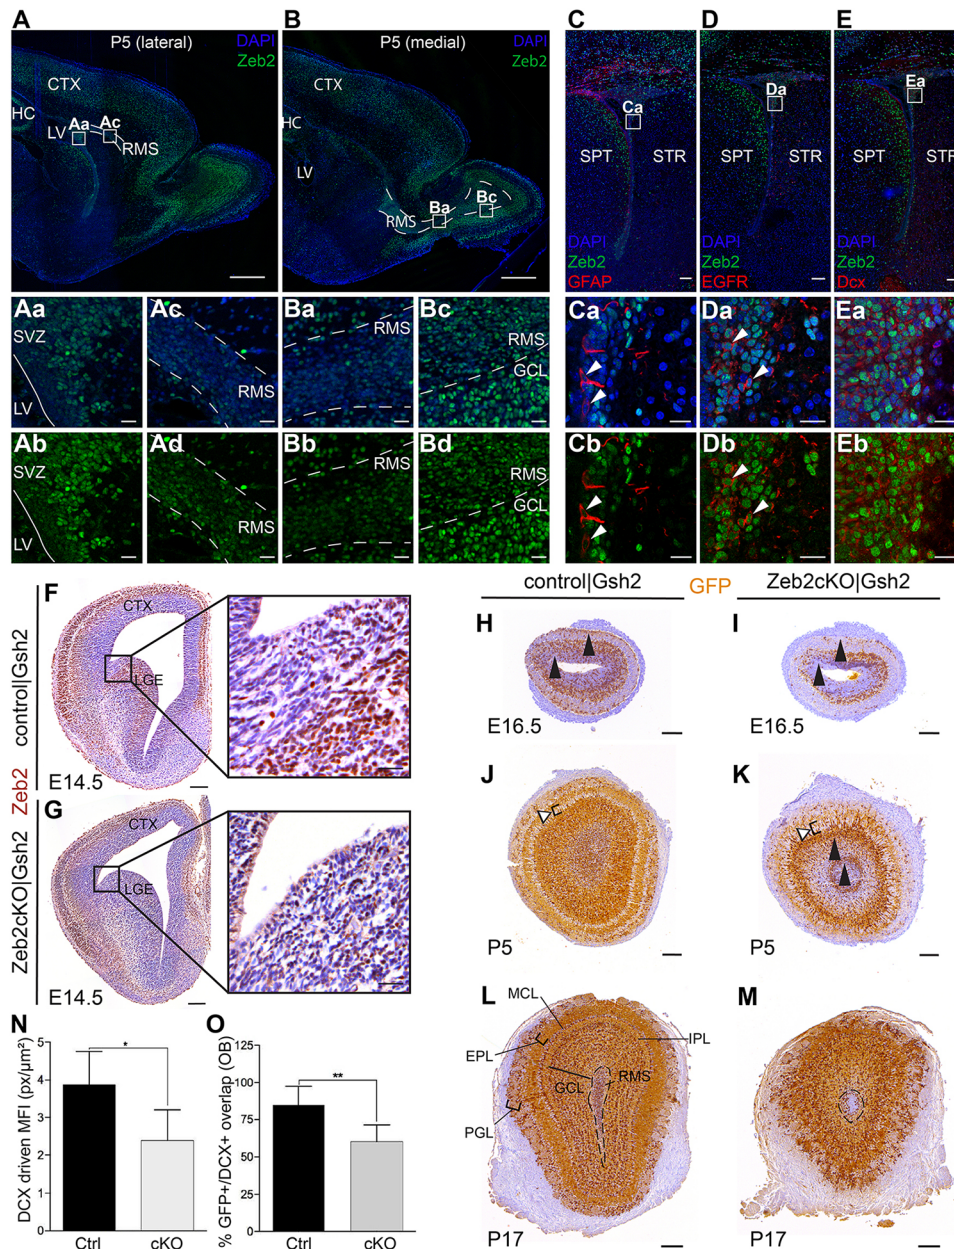 A
P5 (lateral)
DAPI
Zeb2
CTX
HC
LV
Aa
Ac
RMS
B
P5 (medial)
DAPI
Zeb2
CTX
HC
LV
RMS
Ba
Bc
C
Ca
SPT
STR
DAPI
Zeb2
GFAP
D
Da
SPT
STR
DAPI
Zeb2
EGFR
E
Ea
SPT
STR
DAPI
Zeb2
Dcx
Aa
SVZ
LV
Ac
RMS
Ba
RMS
Bc
RMS
GCL
Ca
Da
Ea
Ab
SVZ
LV
Ad
RMS
Bb
RMS
Bd
RMS
GCL
Cb
Db
Eb
control|Gsh2
Zeb2
Zeb2cKO|Gsh2
F
CTX
LGE
E14.5
G
CTX
LGE
E14.5
control|Gsh2
GFP
Zeb2cKO|Gsh2
H
E16.5
I
E16.5
J
P5
K
P5
L
MCL
EPL
IPL
GCL
RMS
PGL
P17
M
P17
N
DCX driven MFI (px/µm²)
5
4
3
2
1
0
*
Ctrl
cKO
O
% GFP+/DCX+ overlap (OB)
125
100
75
50
25
0
**
Ctrl
cKO